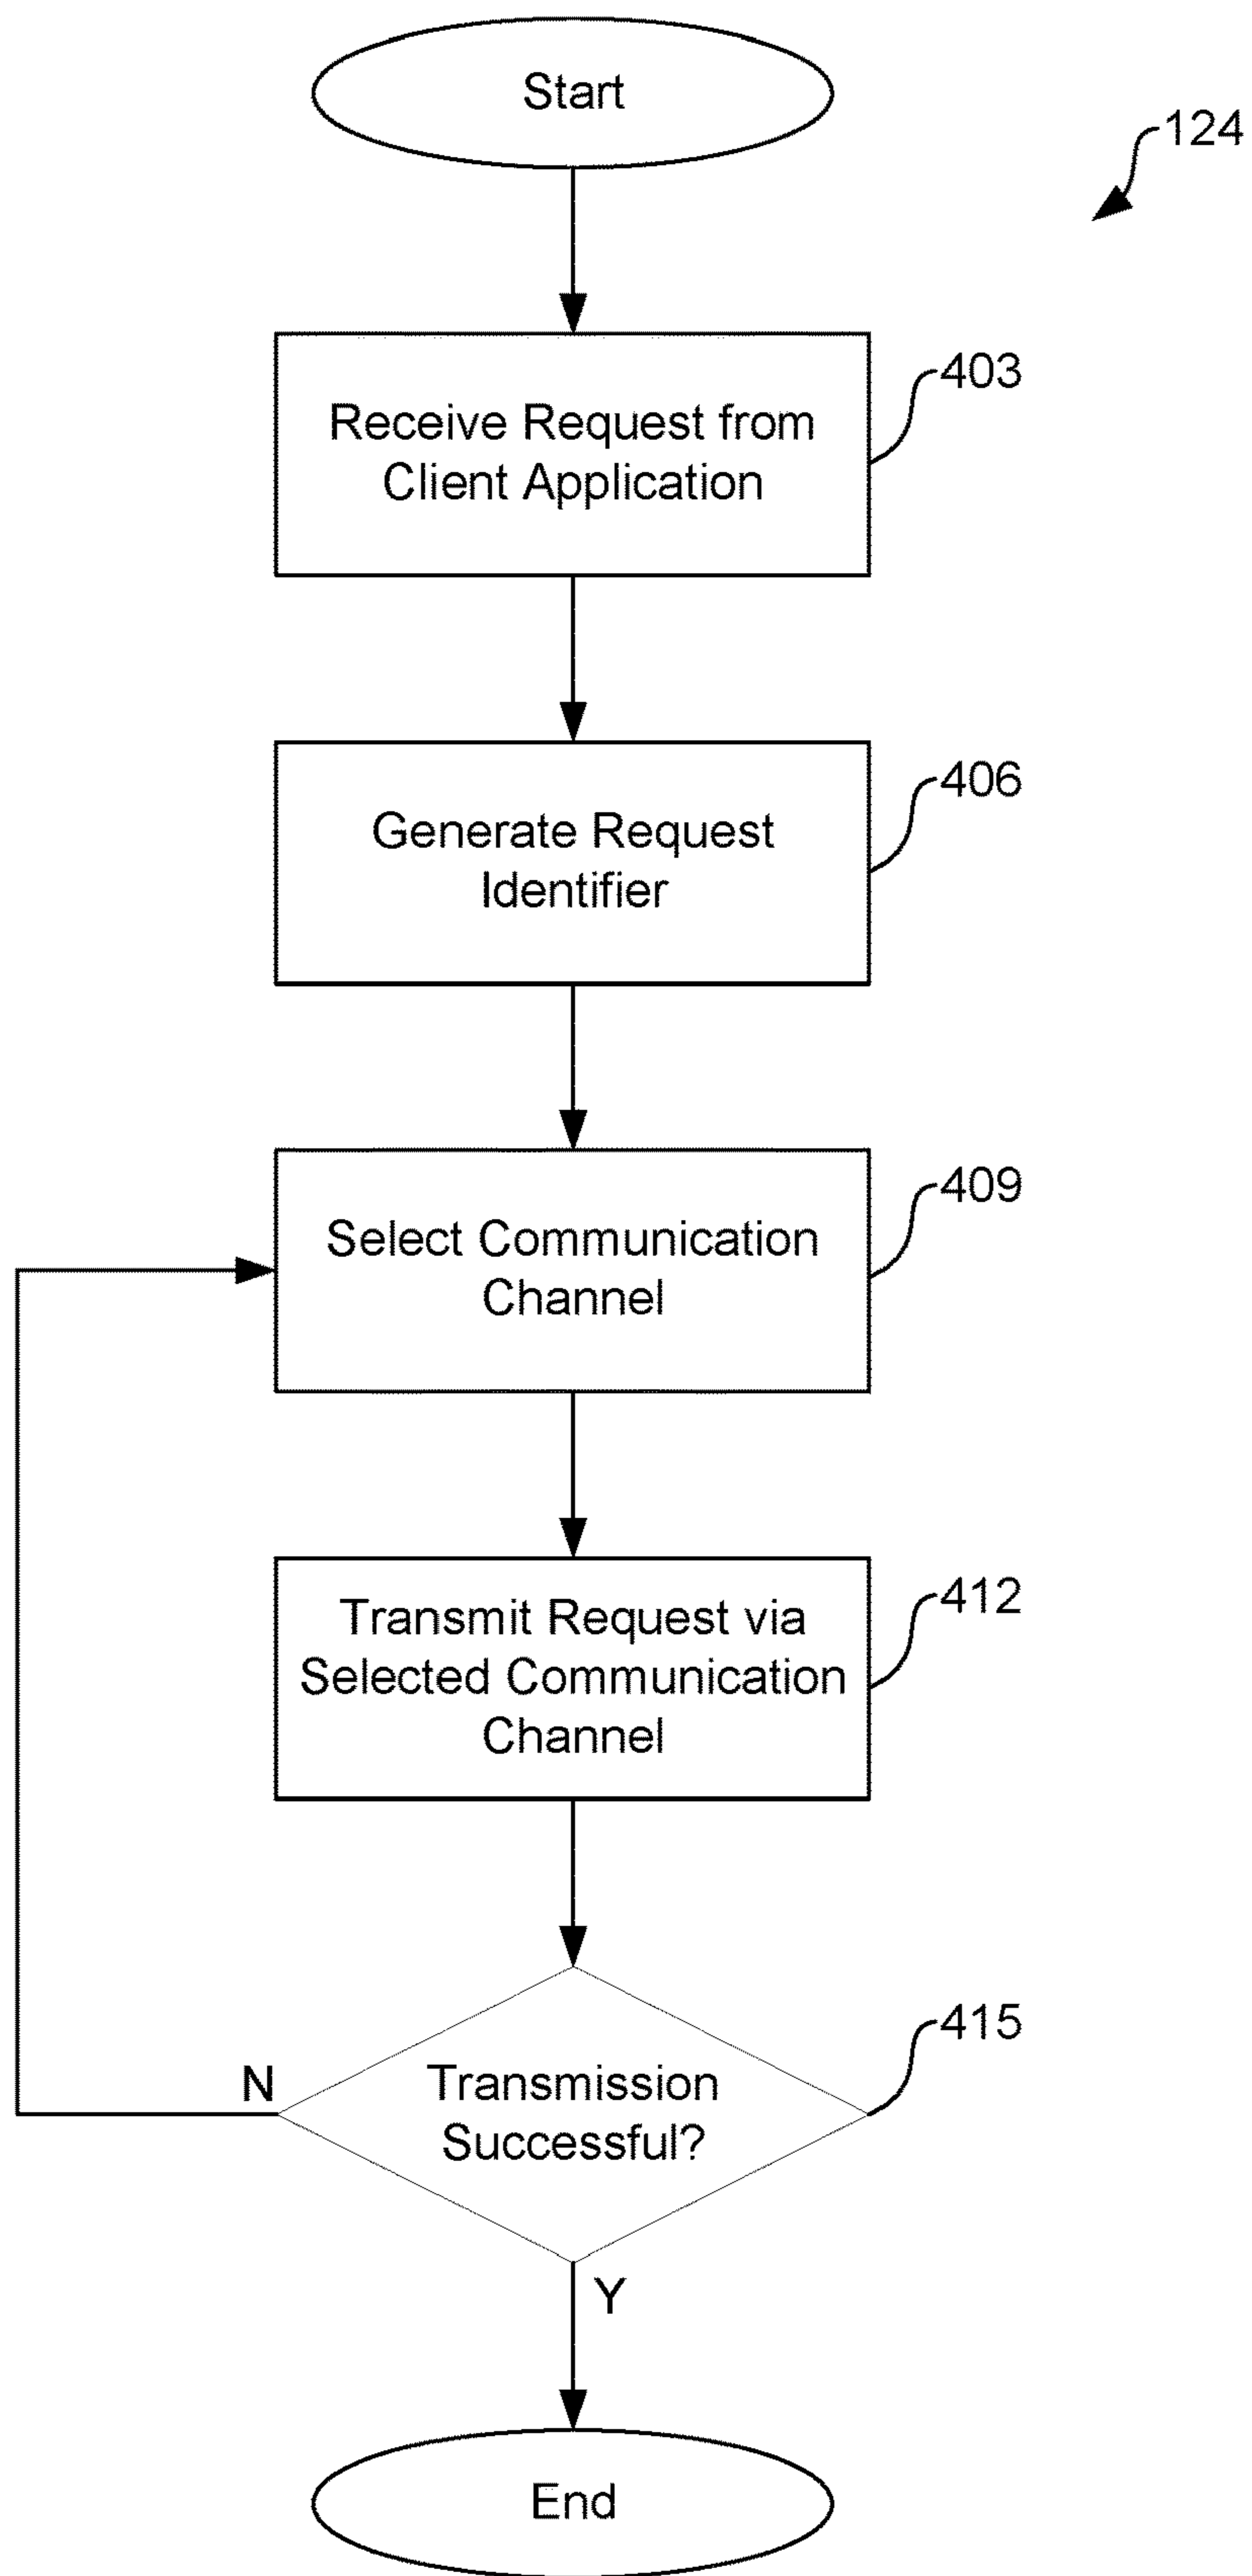 Start
124
Receive Request from
Client Application
403
Generate Request
Identifier
406
Select Communication
Channel
409
Transmit Request via
Selected Communication
Channel
412
Transmission
Successful?
415
N
Y
End